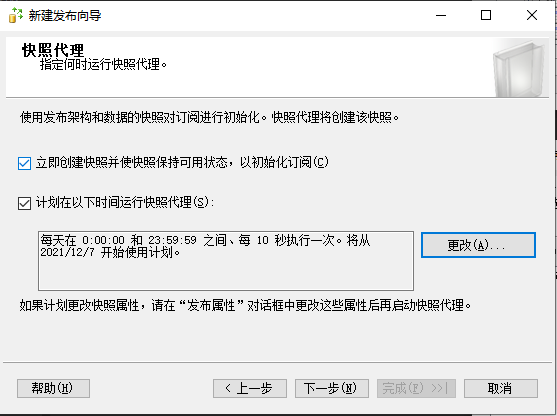 新建发布向导
快照代理
指定何时运行快照代理。
使用发布架构和数据的快照对订阅进行初始化。快照代理将创建该快照。
立即创建快照并使快照保持可用状态，以初始化订阅(C)
计划在以下时间运行快照代理(S):
每天在 0:00:00 和 23:59:59 之间、每 10 秒执行一次。将从
2021/12/7 开始使用计划。
更改(A)...
如果计划更改快照属性，请在“发布属性”对话框中更改这些属性后再启动快照代理。
帮助(H)
< 上一步
下一步(N)
完成(F) >>|
取消